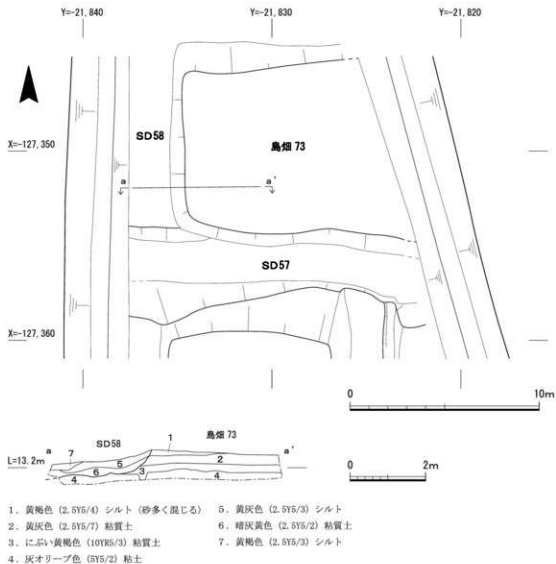 Y=-21,840
Y=-21,830
Y=-21,820
SD58
X=-127,350
島畑 73
a
a'
SD57
X=-127,360
0
10m
a
SD58
1
島畑 73
a'
7
L=13.2m
5
2
6
3
4
4
0
2m
1. 黄褐色 (2.5Y5/4) シルト (砂多く混じる)
2. 黄灰色 (2.5Y5/7) 粘質土
3. にぶい黄褐色 (10YR5/3) 粘質土
4. 灰オリーブ色 (5Y5/2) 粘土
5. 黄灰色 (2.5Y5/3) シルト
6. 暗灰黄色 (2.5Y5/2) 粘質土
7. 黄褐色 (2.5Y5/3) シルト